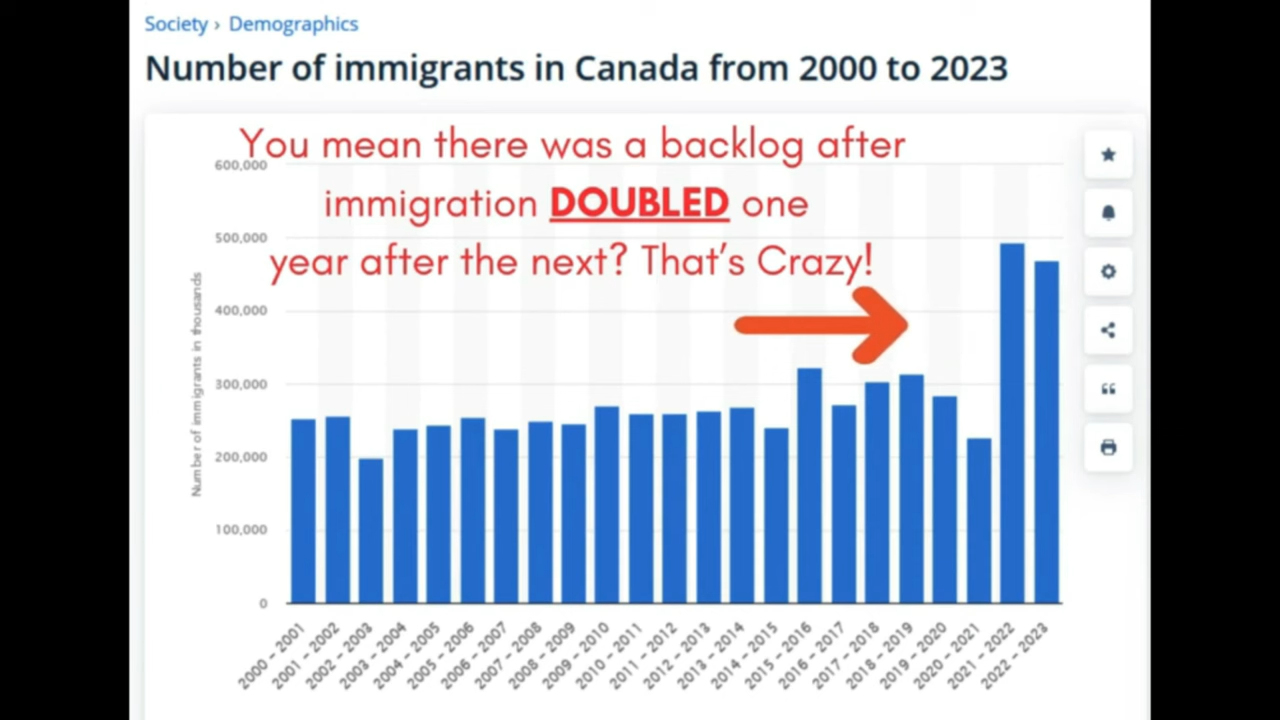 Society › Demographics
Number of immigrants in Canada from 2000 to 2023
You mean there was a backlog after
immigration DOUBLED one
year after the next? That's Crazy!
Number of immigrants in thousands
600,000
500,000
400,000
300,000
200,000
100,000
0
2000 - 2001
2001 - 2002
2002 - 2003
2003 - 2004
2004 - 2005
2005 - 2006
2006 - 2007
2007 - 2008
2008 - 2009
2009 - 2010
2010 - 2011
2011 - 2012
2012 - 2013
2013 - 2014
2014 - 2015
2015 - 2016
2016 - 2017
2017 - 2018
2018 - 2019
2019 - 2020
2020 - 2021
2021 - 2022
2022 - 2023